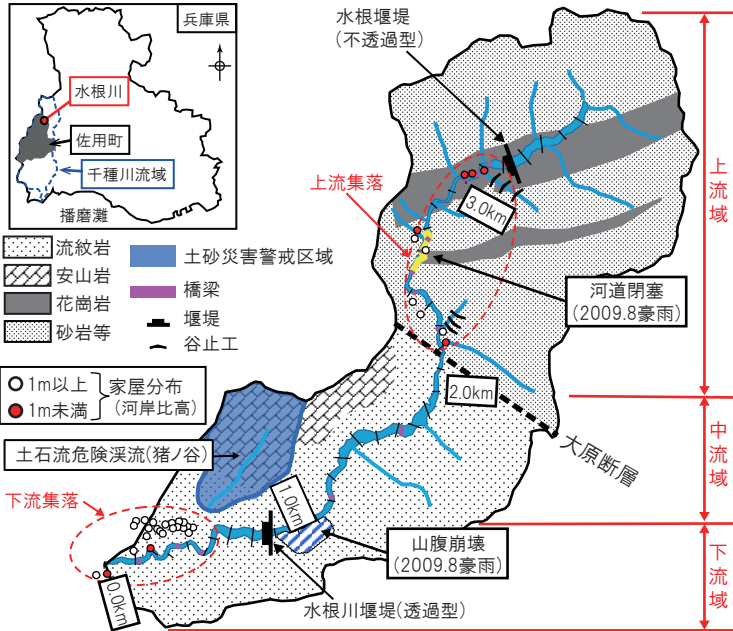 兵庫県
水根川
佐用町
千種川流域
播磨灘
水根堰堤
(不透過型)
上流集落
3.0km
上流域
流紋岩
安山岩
花崗岩
砂岩等
土砂災害警戒区域
橋梁
堰堤
谷止工
河道閉塞
(2009.8豪雨)
1m以上
1m未満
家屋分布
(河岸比高)
2.0km
大原断層
中流域
土石流危険渓流(猪ノ谷)
下流集落
1.0km
山腹崩壊
(2009.8豪雨)
下流域
0.0km
水根川堰堤(透過型)